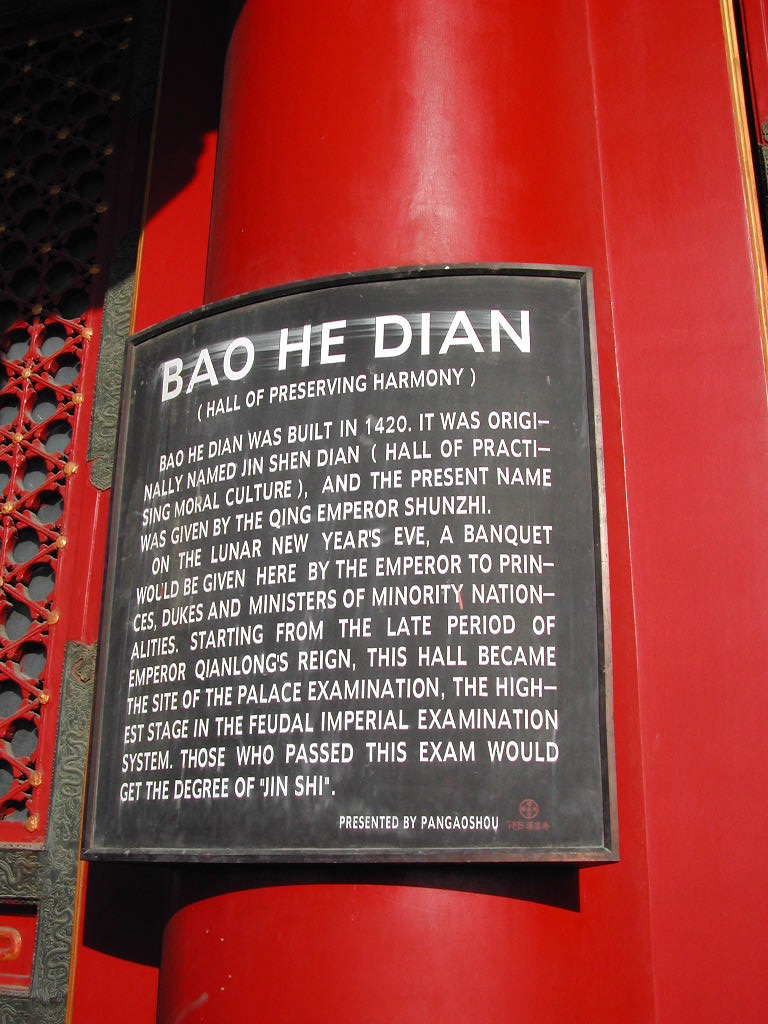 BAO HE DIAN
( HALL OF PRESERVING HARMONY )
BAO HE DIAN WAS BUILT IN 1420. IT WAS ORIGI-
NALLY NAMED JIN SHEN DIAN ( HALL OF PRACTI-
SING MORAL CULTURE ), AND THE PRESENT NAME
WAS GIVEN BY THE QING EMPEROR SHUNZHI.
ON THE LUNAR NEW YEAR'S EVE, A BANQUET
WOULD BE GIVEN HERE BY THE EMPEROR TO PRIN-
CES, DUKES AND MINISTERS OF MINORITY NATION-
ALITIES. STARTING FROM THE LATE PERIOD OF
EMPEROR QIANLONG'S REIGN, THIS HALL BECAME
THE SITE OF THE PALACE EXAMINATION, THE HIGH-
EST STAGE IN THE FEUDAL IMPERIAL EXAMINATION
SYSTEM. THOSE WHO PASSED THIS EXAM WOULD
GET THE DEGREE OF "JIN SHI".
PRESENTED BY PANGAOSHOU